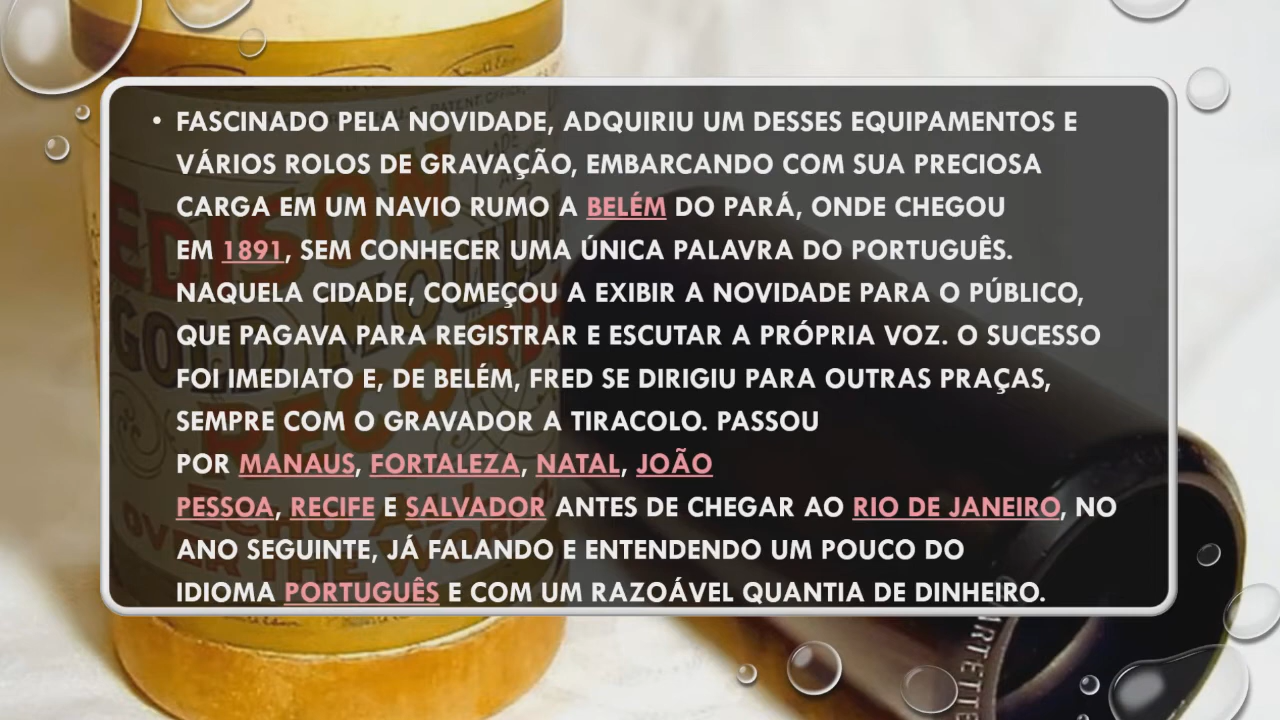 • FASCINADO PELA NOVIDADE, ADQUIRIU UM DESSES EQUIPAMENTOS E
VÁRIOS ROLOS DE GRAVAÇÃO, EMBARCANDO COM SUA PRECIOSA
CARGA EM UM NAVIO RUMO A BELÉM DO PARÁ, ONDE CHEGOU
EM 1891, SEM CONHECER UMA ÚNICA PALAVRA DO PORTUGUÊS.
NAQUELA CIDADE, COMEÇOU A EXIBIR A NOVIDADE PARA O PÚBLICO,
QUE PAGAVA PARA REGISTRAR E ESCUTAR A PRÓPRIA VOZ. O SUCESSO
FOI IMEDIATO E, DE BELÉM, FRED SE DIRIGIU PARA OUTRAS PRAÇAS,
SEMPRE COM O GRAVADOR A TIRACOLO. PASSOU
POR MANAUS, FORTALEZA, NATAL, JOÃO
PESSOA, RECIFE E SALVADOR ANTES DE CHEGAR AO RIO DE JANEIRO, NO
ANO SEGUINTE, JÁ FALANDO E ENTENDENDO UM POUCO DO
IDIOMA PORTUGUÊS E COM UM RAZOÁVEL QUANTIA DE DINHEIRO.
EDISON
GOLD MOULDED
RECORDS